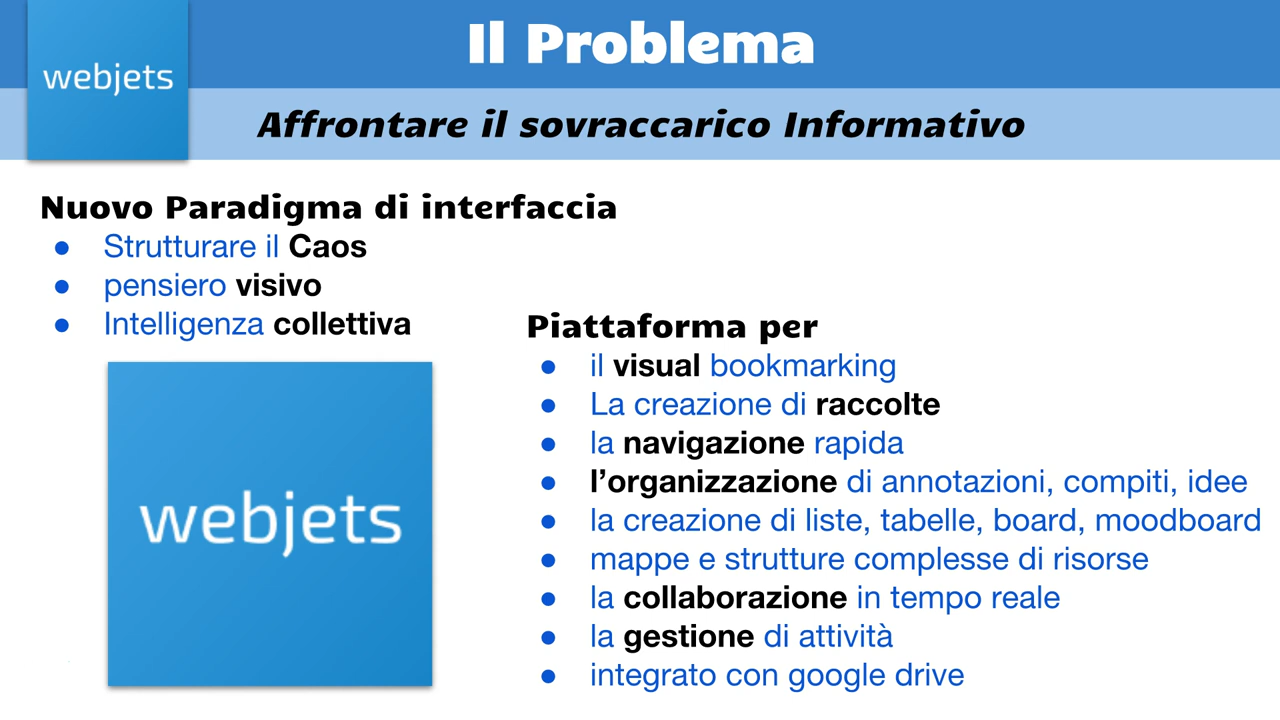 Il Problema
webjets
Affrontare il sovraccarico Informativo
Nuovo Paradigma di interfaccia
● Strutturare il Caos
● pensiero visivo
● Intelligenza collettiva
webjets
Piattaforma per
● il visual bookmarking
● La creazione di raccolte
● la navigazione rapida
● l’organizzazione di annotazioni, compiti, idee
● la creazione di liste, tabelle, board, moodboard
● mappe e strutture complesse di risorse
● la collaborazione in tempo reale
● la gestione di attività
● integrato con google drive